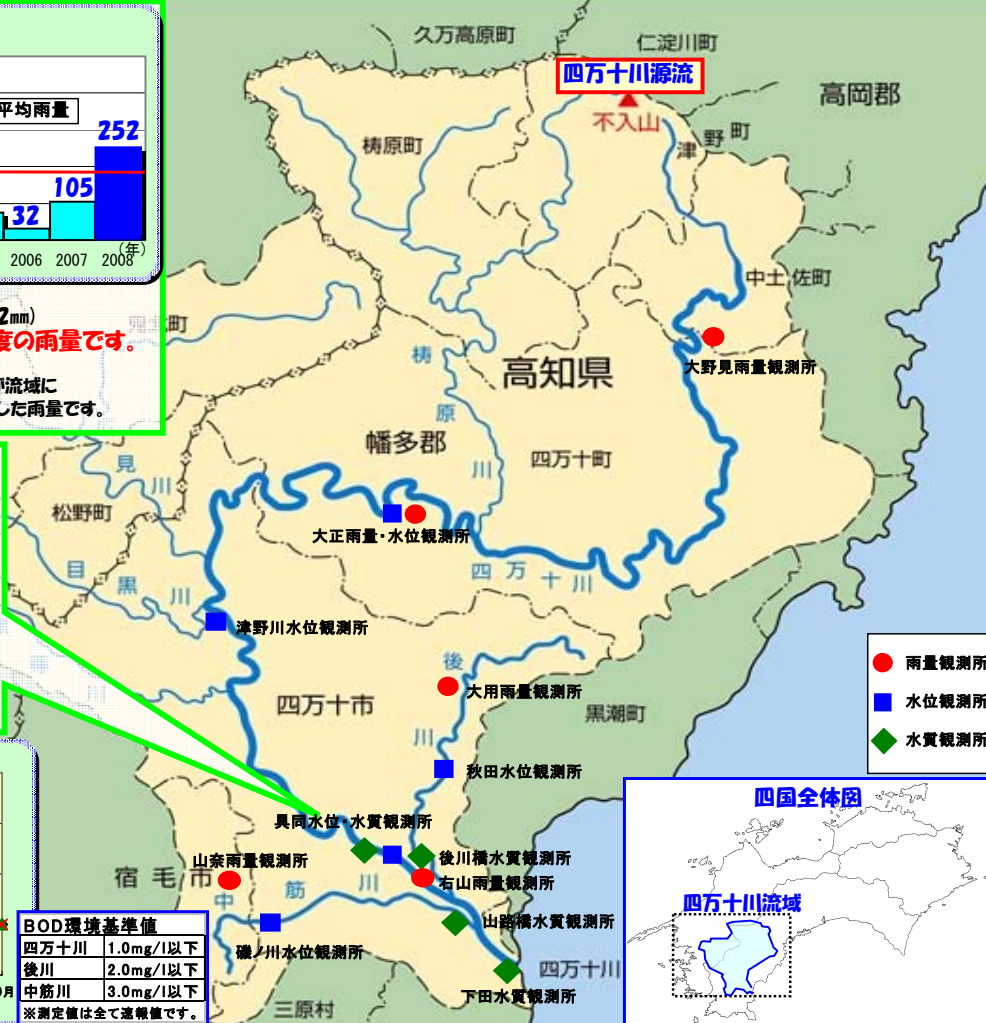 平均雨量
252
105
32
2006 2007 2008
(年)
2mm)
度の雨量です。
流域に
した雨量です。
久万高原町
仁淀川町
四万十川源流
不入山
高岡郡
津野町
梼原町
中土佐町
大野見雨量観測所
高知県
梼原川
幡多郡
四万十町
見川
松野町
大正雨量・水位観測所
四万十川
目黒川
津野川水位観測所
後川
大用雨量観測所
四万十市
黒潮町
秋田水位観測所
具同水位・水質観測所
後川橋水質観測所
山奈雨量観測所
右山雨量観測所
宿毛市
中筋川
山路橋水質観測所
磯ノ川水位観測所
四万十川
下田水質観測所
三原村
雨量観測所
水位観測所
水質観測所
四国全体図
四万十川流域
BOD環境基準値
四万十川 1.0mg/l以下
後川 2.0mg/l以下
中筋川 3.0mg/l以下
※測定値は全て速報値です。
月